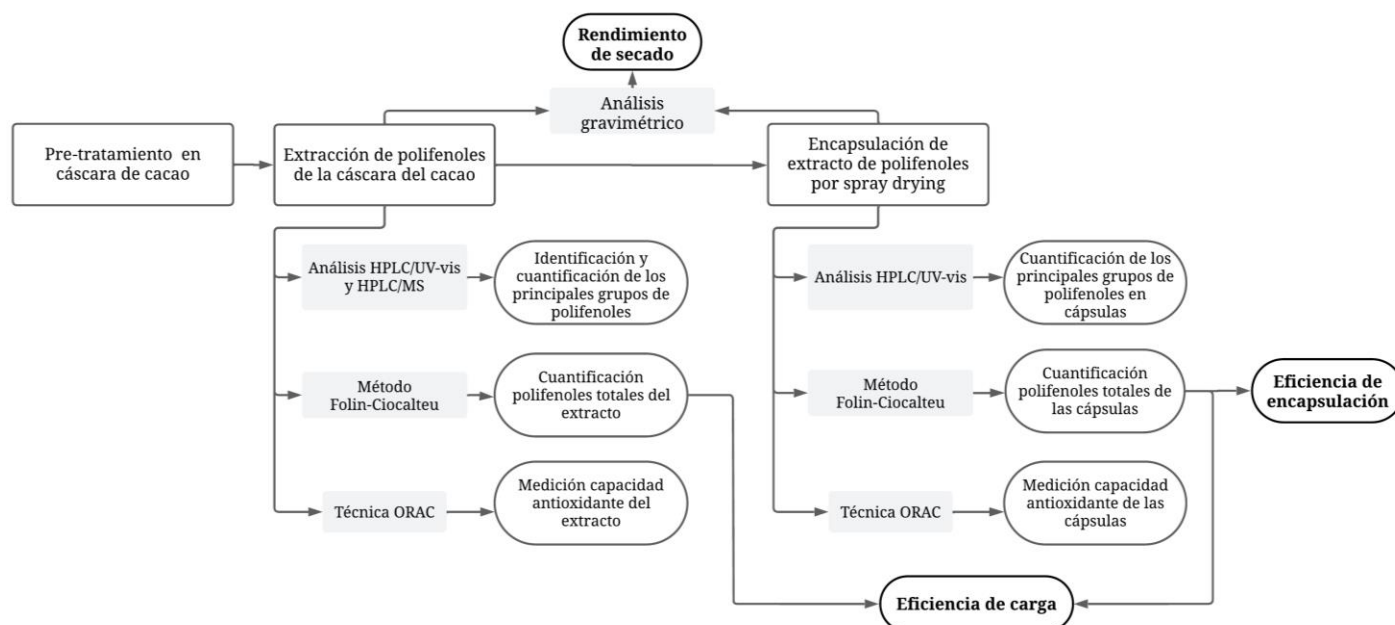 Rendimiento
de secado
Análisis
gravimétrico
Pre-tratamiento en
cáscara de cacao
Extracción de polifenoles
de la cáscara del cacao
Encapsulación de
extracto de polifenoles
por spray drying
Análisis HPLC/UV-vis
y HPLC/MS
Identificación y
cuantificación de los
principales grupos de
polifenoles
Análisis HPLC/UV-vis
Cuantificación de los
principales grupos de
polifenoles en
cápsulas
Método
Folin-Ciocalteu
Cuantificación
polifenoles totales del
extracto
Método
Folin-Ciocalteu
Cuantificación
polifenoles totales de
las cápsulas
Eficiencia de
encapsulación
Técnica ORAC
Medición capacidad
antioxidante del
extracto
Técnica ORAC
Medición capacidad
antioxidante de las
cápsulas
Eficiencia de carga